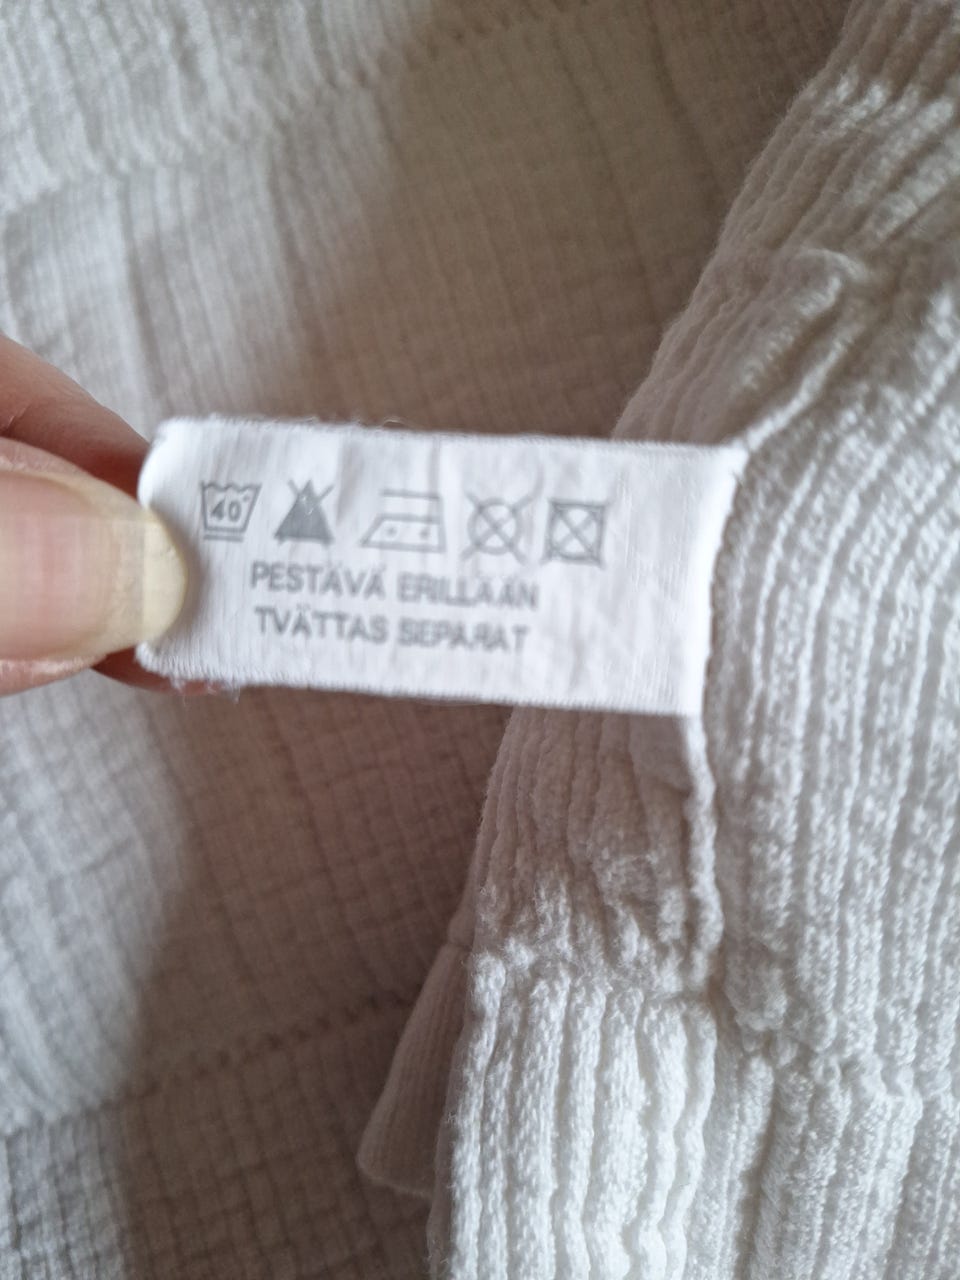 40°
PESTÄVÄ ERILLÄÄN
TVÄTTAS SEPARAT